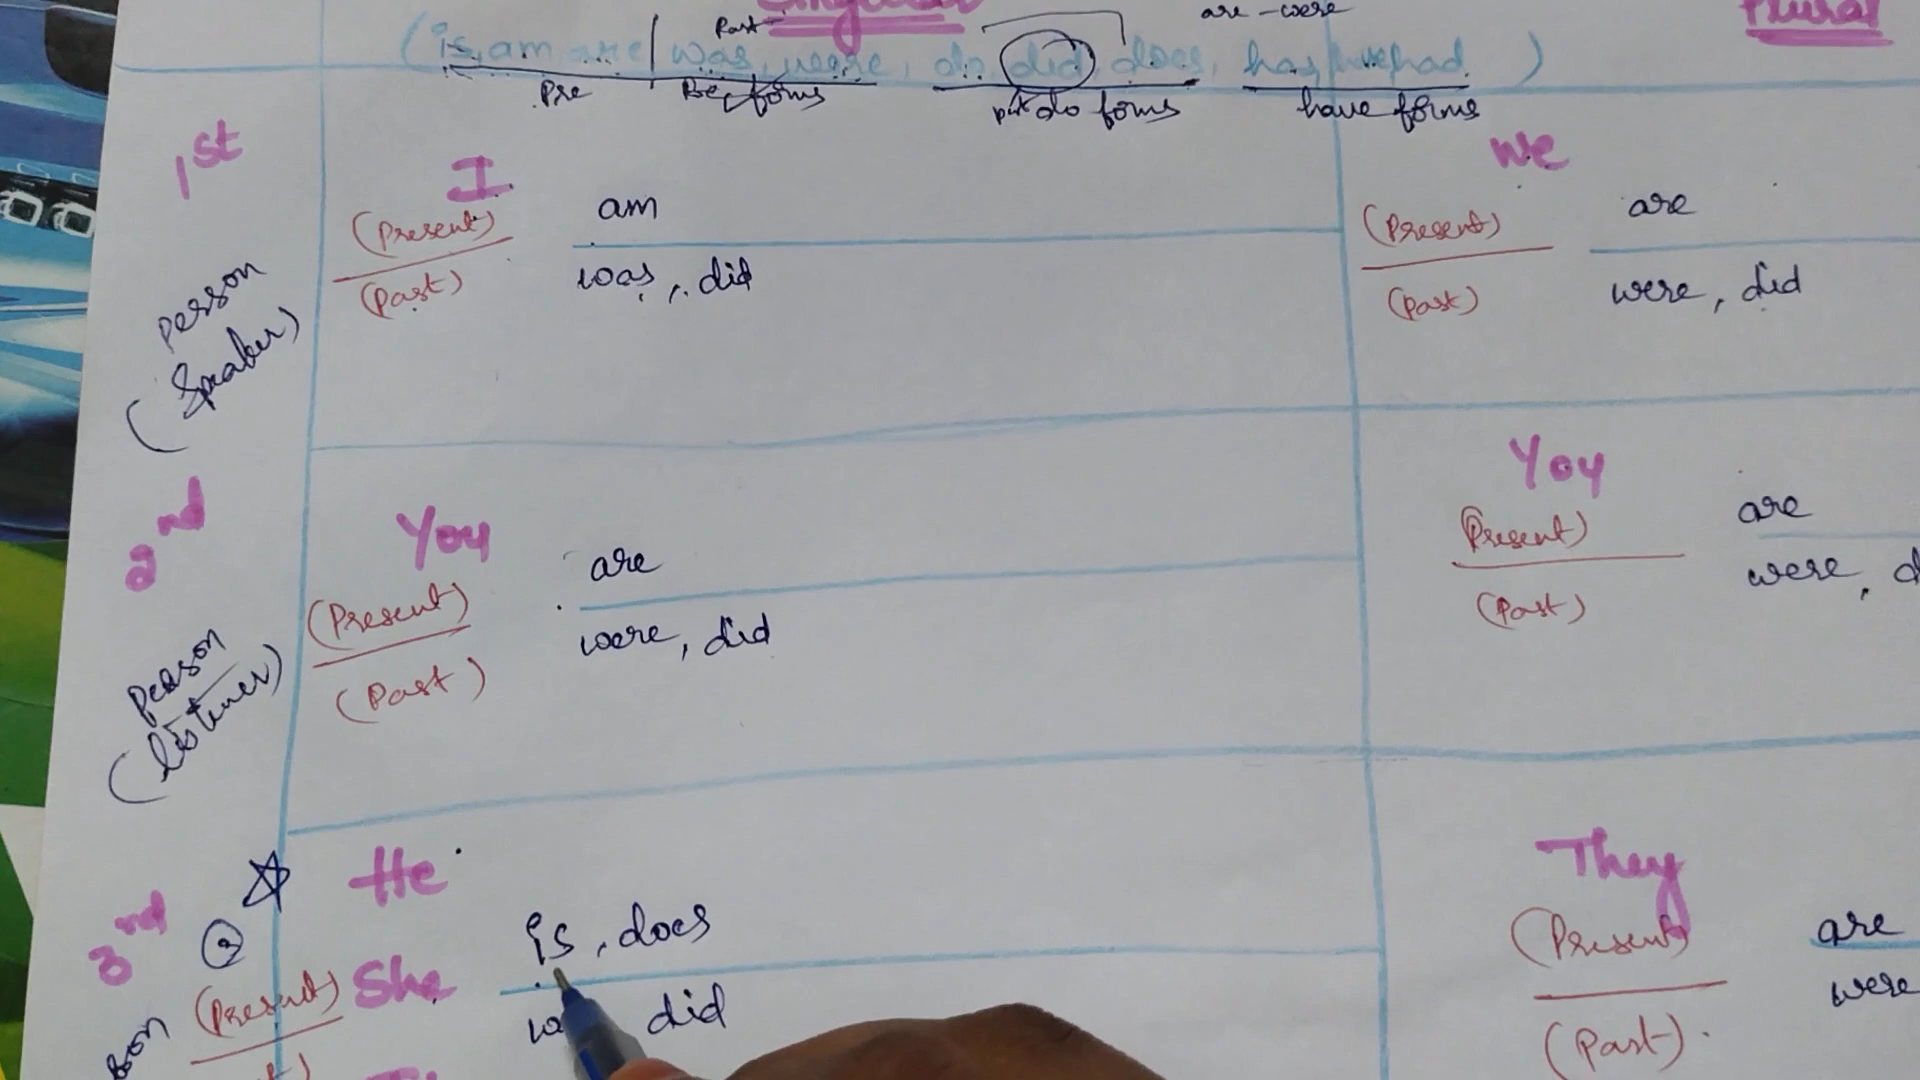 Singular are - were Plural
Past
(is, am are | was, were, do, did, does, has, have had)
Pre Be forms past do forms have forms
1st I We
(Present) am (Present) are
(Past) was, did (Past) were, did
person
(Speaker)
2nd You You
(Present) are (Present) are
(Past) were, did (Past) were, d
person
(listener)
3rd He They
3 (Present) She is, does (Present) are
did (Past) were